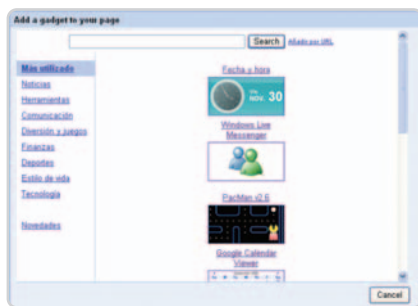 Add a gadget to your page
Search Añadir por URL
Más utilizado
Noticias
Herramientas
Comunicación
Diversión y juegos
Finanzas
Deportes
Estilo de vida
Tecnología
Novedades
Fecha y hora
NOV. 30
Windows Live
Messenger
PacMan v2.6
Google Calendar
Viewer
Cancel